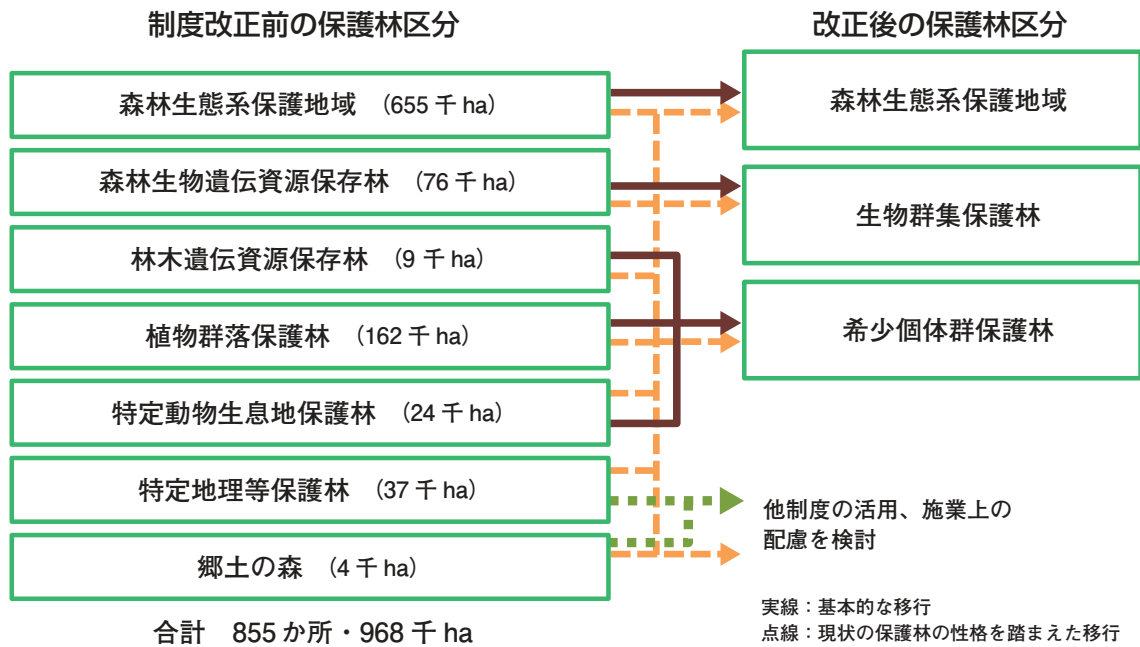 制度改正前の保護林区分
森林生態系保護地域 (655 千 ha)
森林生物遺伝資源保存林 (76 千 ha)
林木遺伝資源保存林 (9 千 ha)
植物群落保護林 (162 千 ha)
特定動物生息地保護林 (24 千 ha)
特定地理等保護林 (37 千 ha)
郷土の森 (4 千 ha)
合計 855 か所・968 千 ha
改正後の保護林区分
森林生態系保護地域
生物群集保護林
希少個体群保護林
他制度の活用、施業上の
配慮を検討
実線：基本的な移行
点線：現状の保護林の性格を踏まえた移行